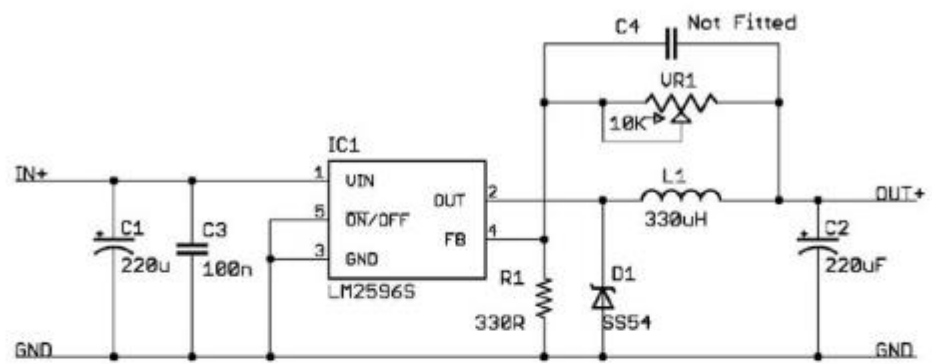 C4 Not Fitted
VR1
10K
IC1
IN+
1 VIN
OUT 2
L1
330uH
OUT+
+ C1
220u
C3
100n
5 ON/OFF
FB 4
3 GND
LM2596S
R1
330R
D1
SS54
+ C2
220uF
GND
GND